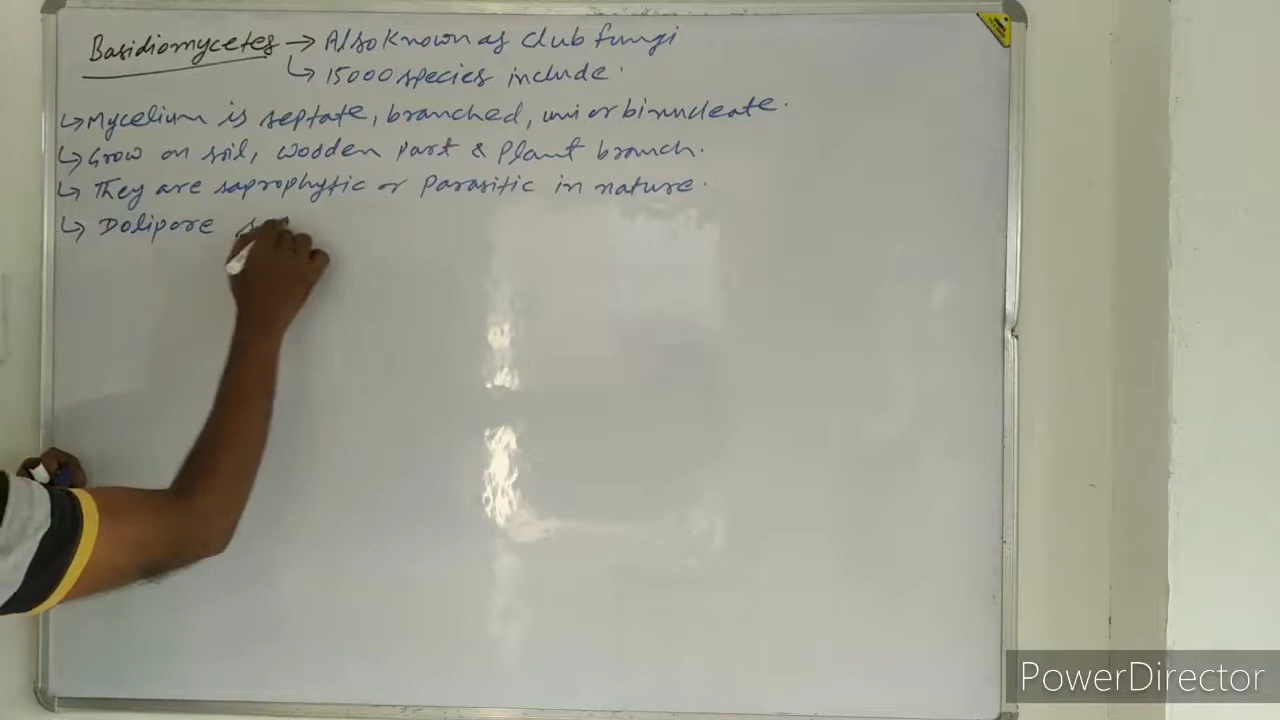 Basidiomycetes → Also Known as club fungi
↳ 15000 species include.
↳ Mycelium is septate, branched, uni or binucleate.
↳ Grow on soil, wooden part & plant branch.
↳ They are saprophytic or Parasitic in nature.
↳ Dolipore
PowerDirector